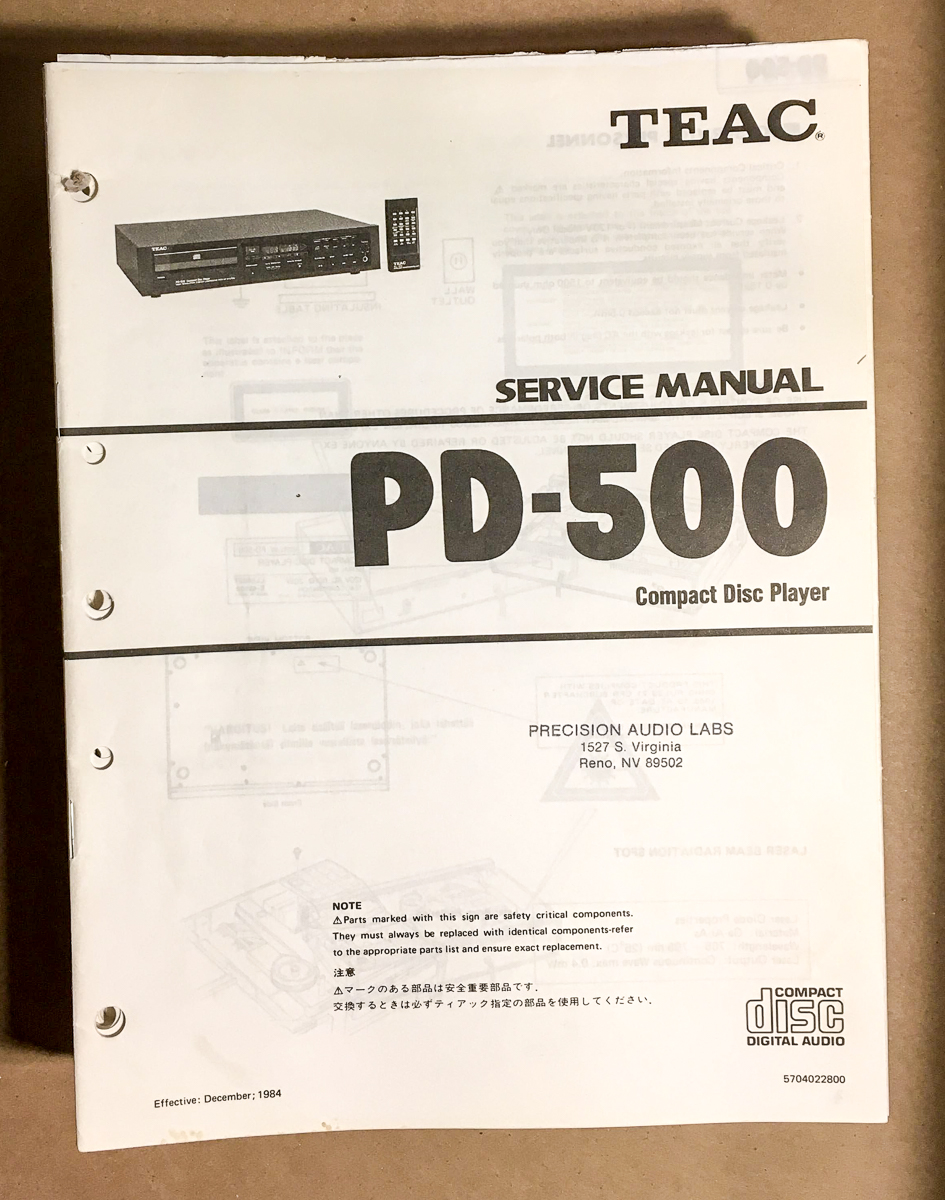 TEAC®
TEAC
TEAC
SERVICE MANUAL
PD-500
Compact Disc Player
PRECISION AUDIO LABS
1527 S. Virginia
Reno, NV 89502
NOTE
⚠Parts marked with this sign are safety critical components.
They must always be replaced with identical components-refer
to the appropriate parts list and ensure exact replacement.
注意
⚠マークのある部品は安全重要部品です.
交換するときは必ずティアック指定の部品を使用してください.
COMPACT
disc
DIGITAL AUDIO
5704022800
Effective: December; 1984